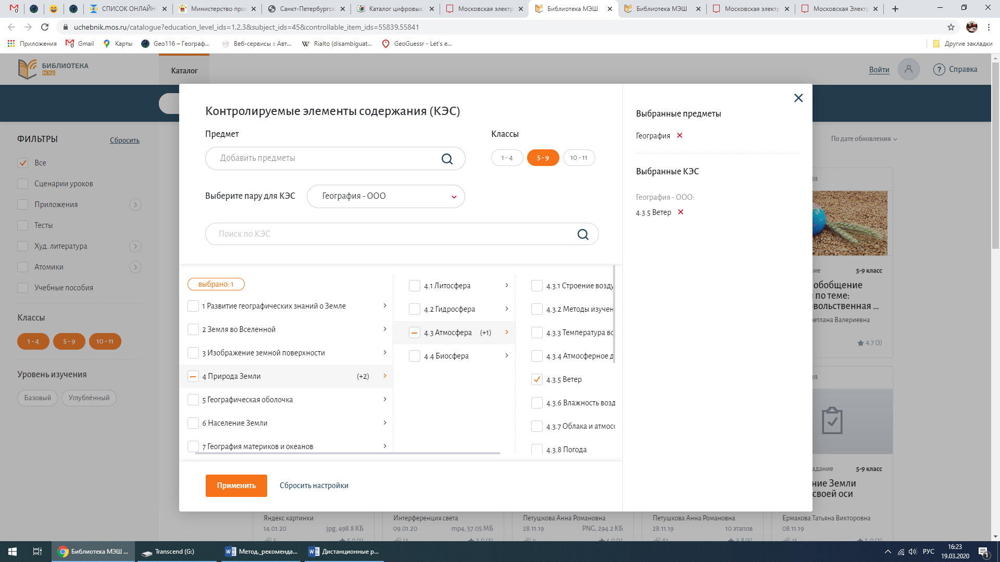 СПИСОК ОНЛАЙН-
Министерство прос
Санкт-Петербургск
Каталог цифровых
Московская электр
Библиотека МЭШ
Библиотека МЭШ
Московская электр
Московская Электр
uchebnik.mos.ru/catalogue?education_level_ids=1,2,3&subject_ids=45&controllable_item_ids=55839,55841
Приложения
Gmail
Карты
Geo116 – Географ...
Веб-сервисы :: Авт...
Rialto (disambiguat...
GeoGuessr - Let's e...
Другие закладки
БИБЛИОТЕКА
МЭШ
Каталог
Войти
Справка
ФИЛЬТРЫ
Сбросить
Все
Сценарии уроков
Приложения
Тесты
Худ. литература
Атомики
Учебные пособия
Классы
1 - 4
5 - 9
10 - 11
Уровень изучения
Базовый
Углублённый
Контролируемые элементы содержания (КЭС)
Предмет
Добавить предметы
Классы
1 - 4
5 - 9
10 - 11
Выберите пару для КЭС
География - ООО
Поиск по КЭС
выбрано: 1
1 Развитие географических знаний о Земле
2 Земля во Вселенной
3 Изображение земной поверхности
4 Природа Земли (+2)
5 Географическая оболочка
6 Население Земли
7 География материков и океанов
4.1 Литосфера
4.2 Гидросфера
4.3 Атмосфера (+1)
4.4 Биосфера
4.3.1 Строение возду
4.3.2 Методы изучен
4.3.3 Температура во
4.3.4 Атмосферное д
4.3.5 Ветер
4.3.6 Влажность возд
4.3.7 Облака и атмос
4.3.8 Погода
Применить
Сбросить настройки
Выбранные предметы
География
Выбранные КЭС
География - ООО:
4.3.5 Ветер
По дате обновления
ия
ие
5-9 класс
обобщение
по теме:
вольственная ...
етлана Валериевна
4.7 (3)
ия
адание
5-9 класс
ние Земли
своей оси
Яндекс картинки
14.01.20
jpg, 498.8 КБ
Интерференция света
09.01.20
mp4, 57.05 МБ
Петушкова Анна Романовна
28.11.19
PNG, 294.2 КБ
Петушкова Анна Романовна
28.11.19
10 этапов
Ермакова Татьяна Викторовна
08.11.19
Библиотека МЭШ ...
Transcend (G:)
Метод._рекоменда...
Дистанционные р...
РУС
16:23
19.03.2020
1